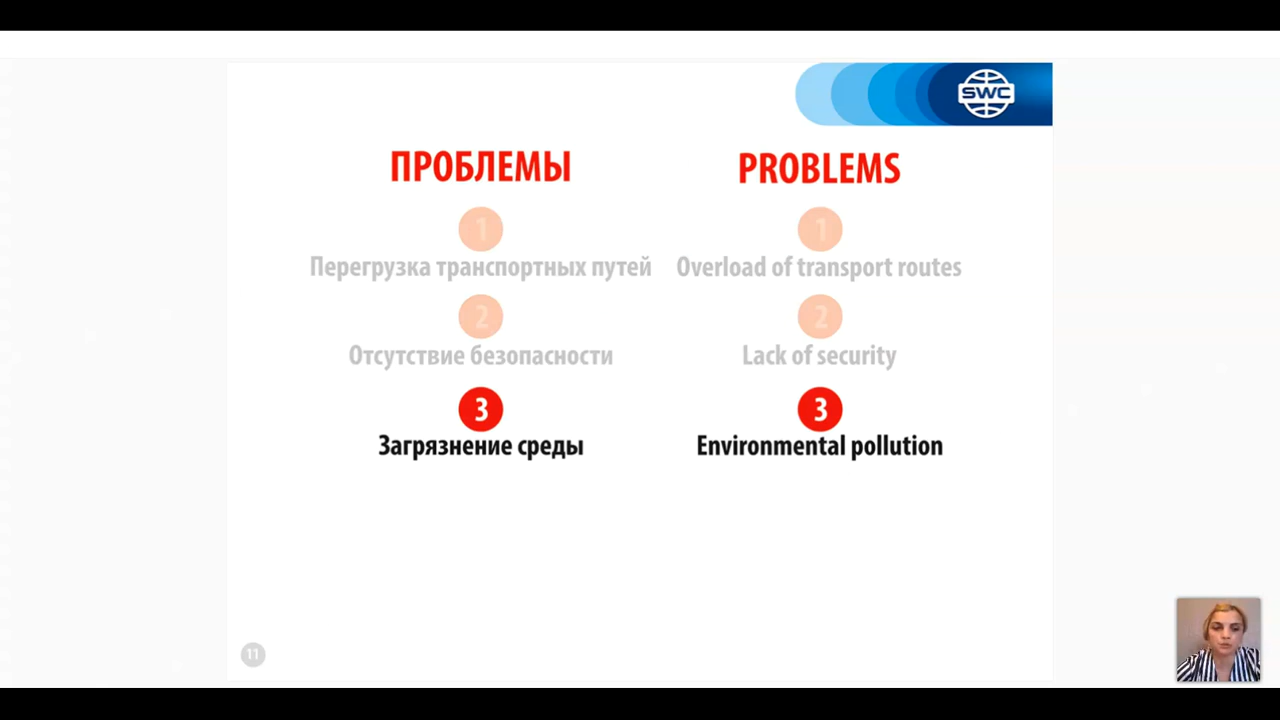 SWC
ПРОБЛЕМЫ
1
Перегрузка транспортных путей
2
Отсутствие безопасности
3
Загрязнение среды
PROBLEMS
1
Overload of transport routes
2
Lack of security
3
Environmental pollution
11